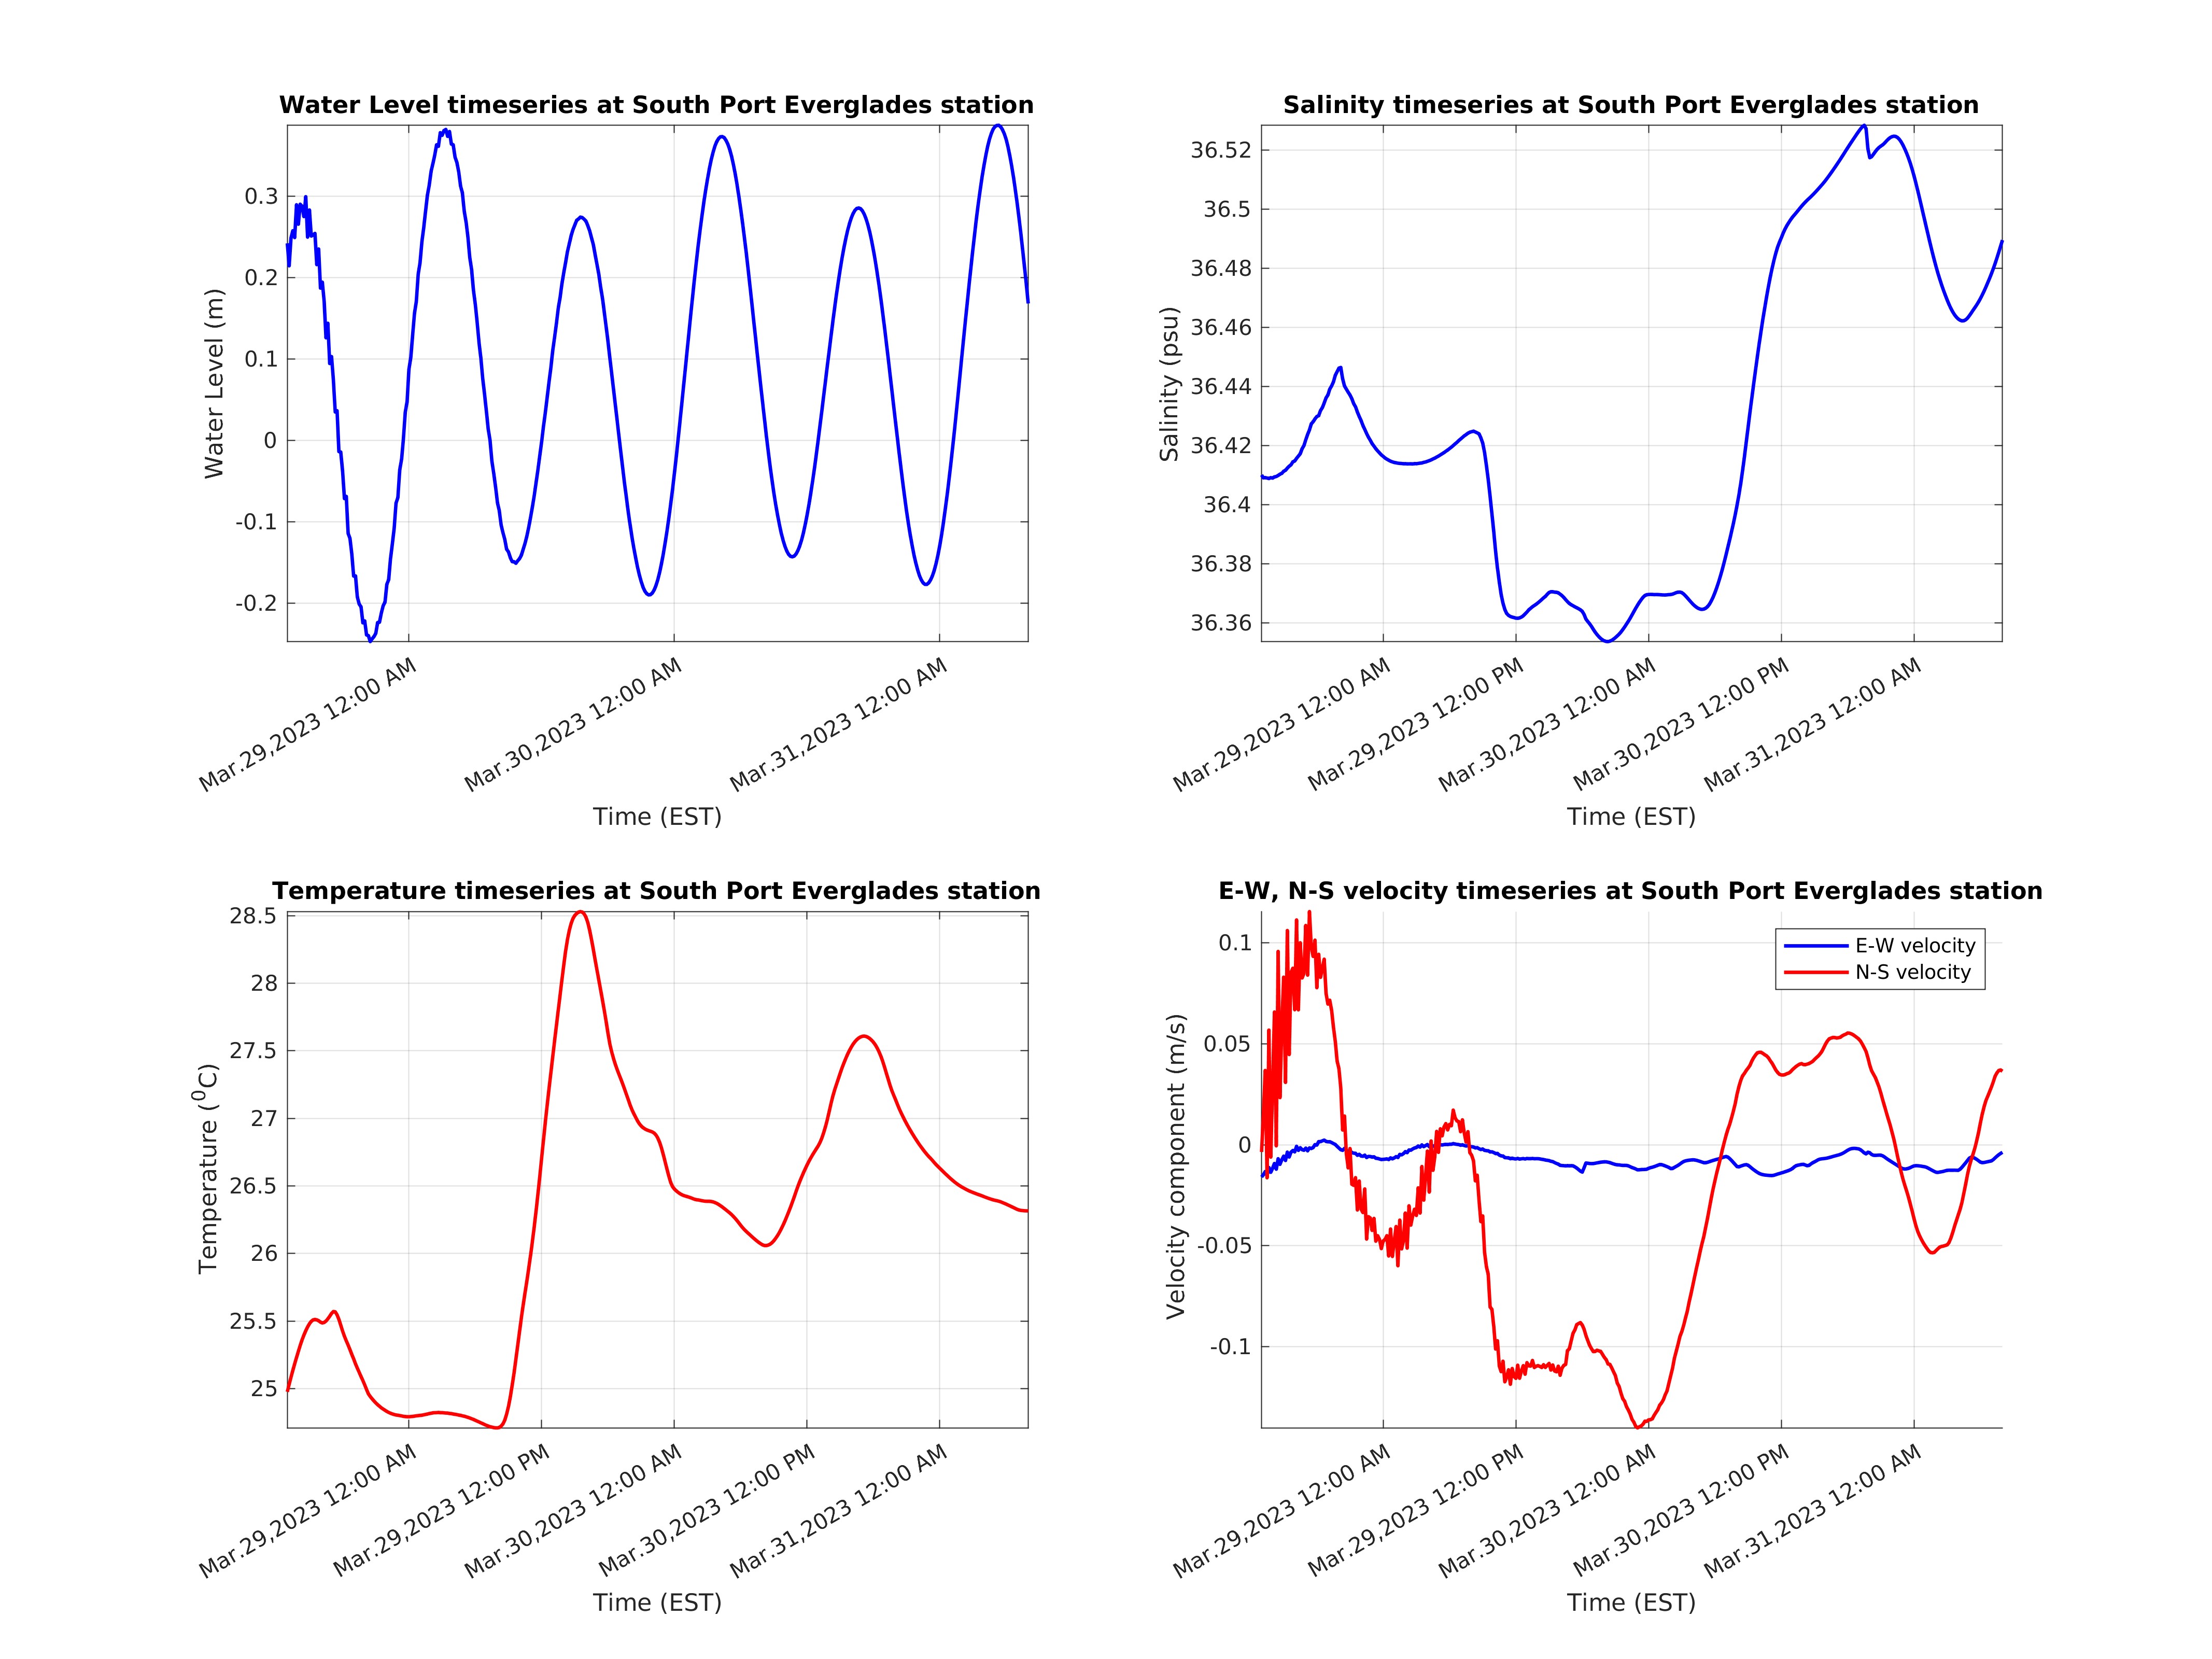 Water Level timeseries at South Port Everglades station
Water Level (m)
0.3
0.2
0.1
0
-0.1
-0.2
Mar.29,2023 12:00 AM
Mar.30,2023 12:00 AM
Mar.31,2023 12:00 AM
Time (EST)
Salinity timeseries at South Port Everglades station
Salinity (psu)
36.52
36.5
36.48
36.46
36.44
36.42
36.4
36.38
36.36
Mar.29,2023 12:00 AM
Mar.29,2023 12:00 PM
Mar.30,2023 12:00 AM
Mar.30,2023 12:00 PM
Mar.31,2023 12:00 AM
Time (EST)
Temperature timeseries at South Port Everglades station
Temperature (⁰C)
28.5
28
27.5
27
26.5
26
25.5
25
Mar.29,2023 12:00 AM
Mar.29,2023 12:00 PM
Mar.30,2023 12:00 AM
Mar.30,2023 12:00 PM
Mar.31,2023 12:00 AM
Time (EST)
E-W, N-S velocity timeseries at South Port Everglades station
Velocity component (m/s)
0.1
0.05
0
-0.05
-0.1
E-W velocity
N-S velocity
Mar.29,2023 12:00 AM
Mar.29,2023 12:00 PM
Mar.30,2023 12:00 AM
Mar.30,2023 12:00 PM
Mar.31,2023 12:00 AM
Time (EST)